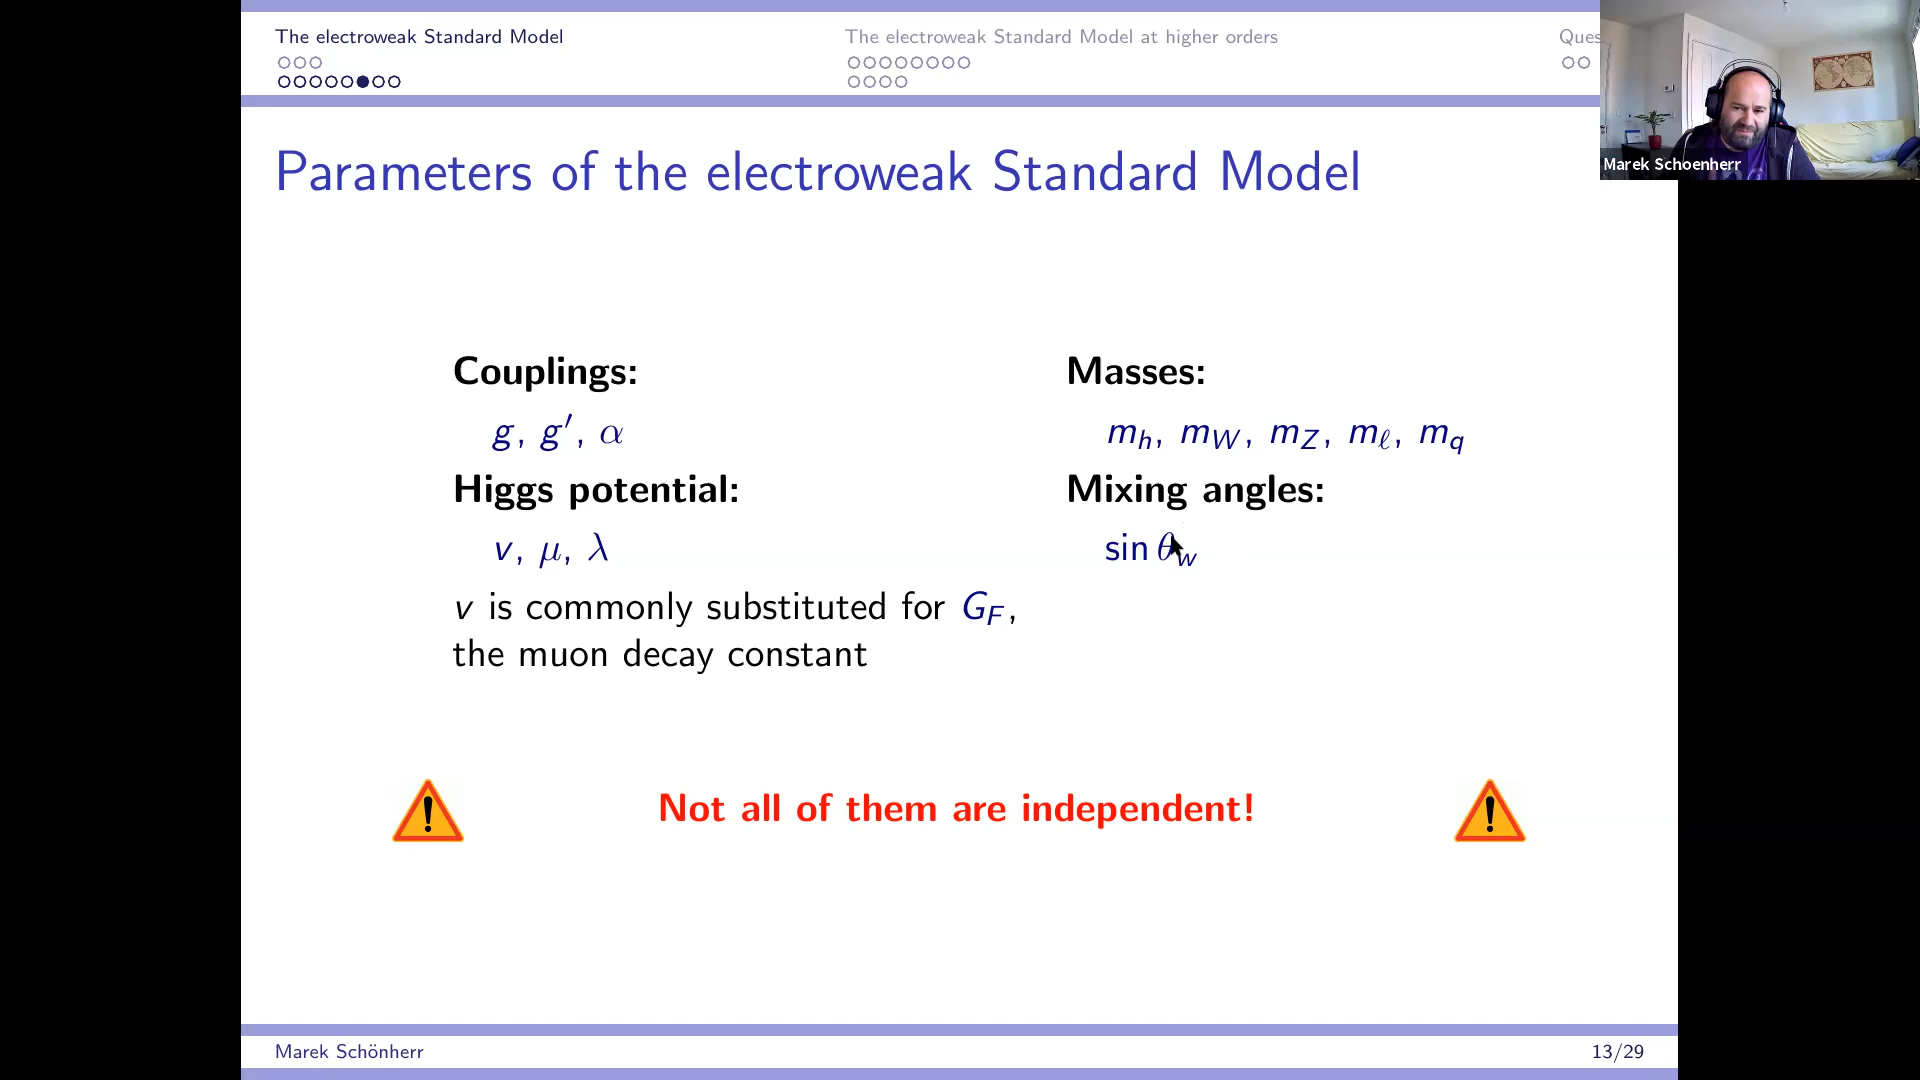 The electroweak Standard Model
The electroweak Standard Model at higher orders
Ques
Marek Schoenherr
Parameters of the electroweak Standard Model
Couplings:
g, g′, α
Higgs potential:
v, μ, λ
v is commonly substituted for G_F,
the muon decay constant
Masses:
m_h, m_W, m_Z, m_ℓ, m_q
Mixing angles:
sin θ_w
Not all of them are independent!
Marek Schönherr
13/29